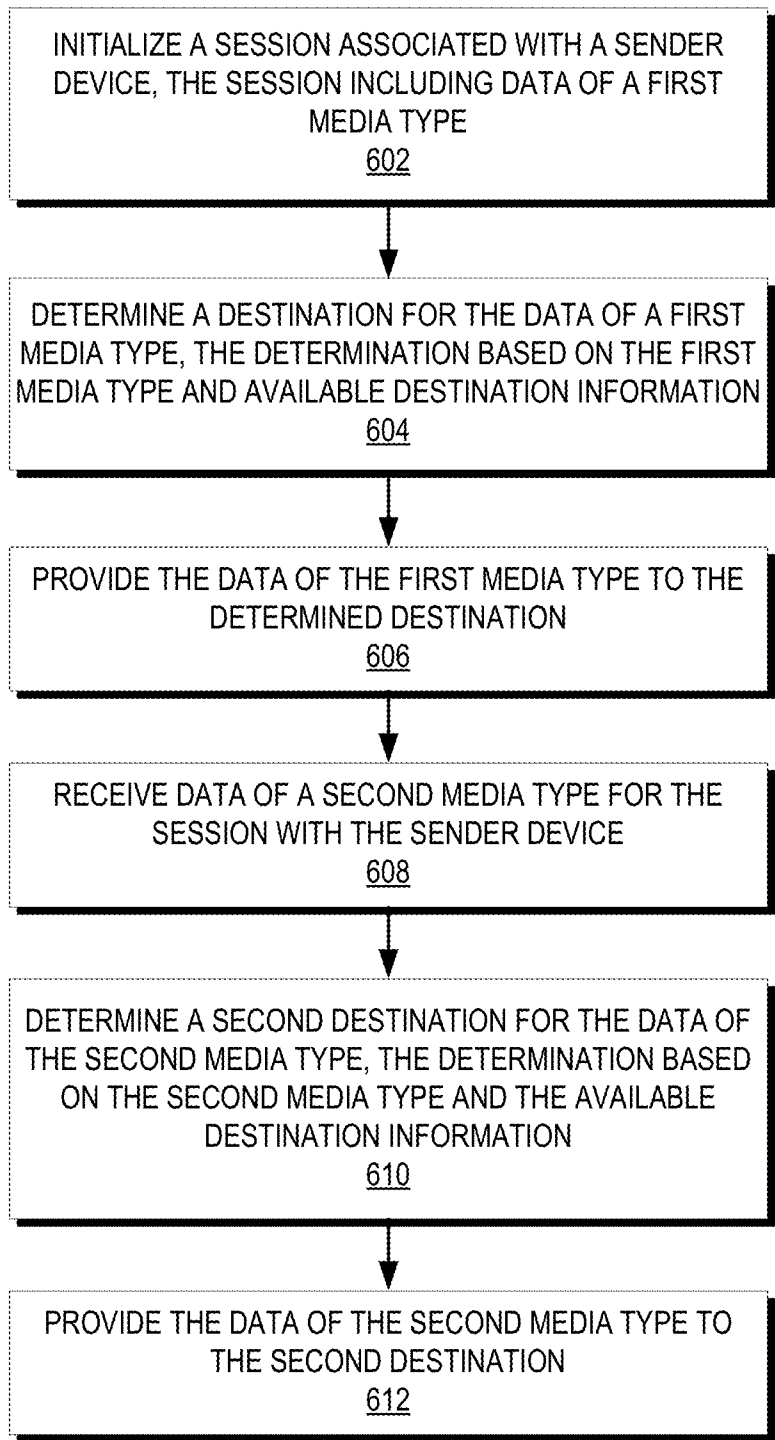 INITIALIZE A SESSION ASSOCIATED WITH A SENDER
DEVICE, THE SESSION INCLUDING DATA OF A FIRST
MEDIA TYPE
602
DETERMINE A DESTINATION FOR THE DATA OF A FIRST
MEDIA TYPE, THE DETERMINATION BASED ON THE FIRST
MEDIA TYPE AND AVAILABLE DESTINATION INFORMATION
604
PROVIDE THE DATA OF THE FIRST MEDIA TYPE TO THE
DETERMINED DESTINATION
606
RECEIVE DATA OF A SECOND MEDIA TYPE FOR THE
SESSION WITH THE SENDER DEVICE
608
DETERMINE A SECOND DESTINATION FOR THE DATA OF
THE SECOND MEDIA TYPE, THE DETERMINATION BASED
ON THE SECOND MEDIA TYPE AND THE AVAILABLE
DESTINATION INFORMATION
610
PROVIDE THE DATA OF THE SECOND MEDIA TYPE TO
THE SECOND DESTINATION
612